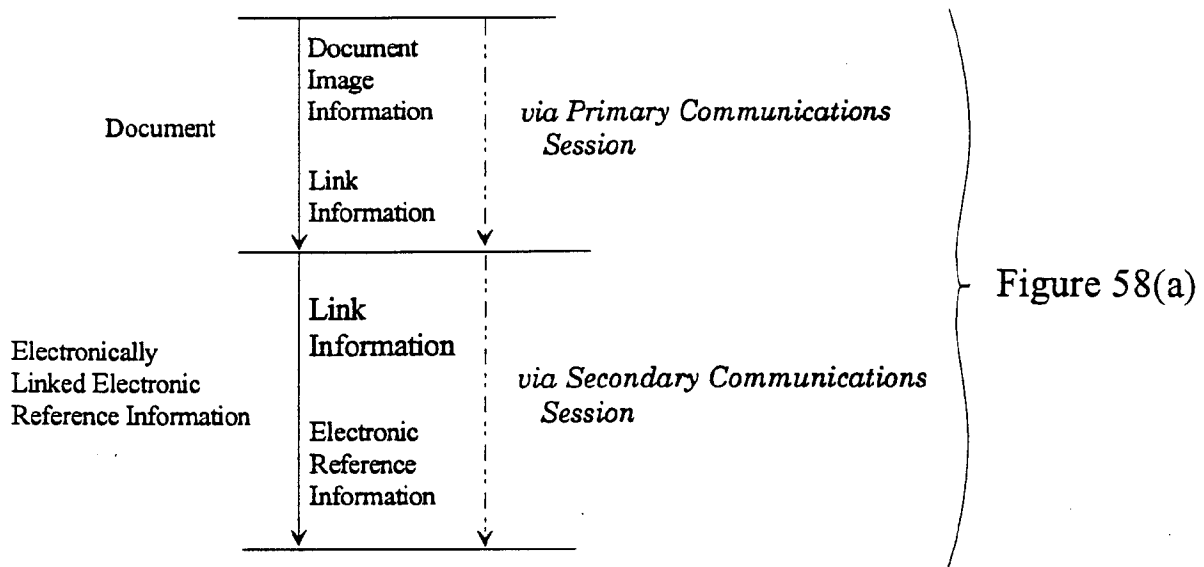 Document
Document
Image
Information
Link
Information
via Primary Communications
Session
Electronically
Linked Electronic
Reference Information
Link
Information
Electronic
Reference
Information
via Secondary Communications
Session
Figure 58(a)